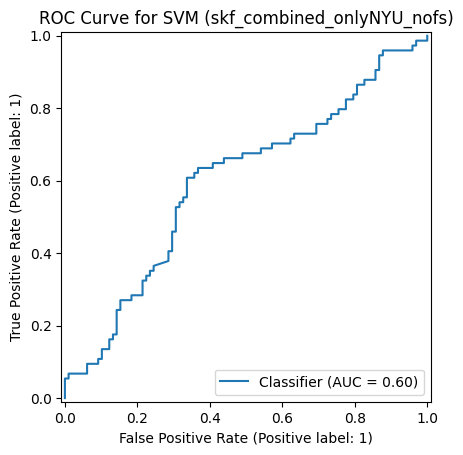 ROC Curve for SVM (skf_combined_onlyNYU_nofs)
1.0
0.8
0.6
0.4
0.2
0.0
True Positive Rate (Positive label: 1)
Classifier (AUC = 0.60)
0.0 0.2 0.4 0.6 0.8 1.0
False Positive Rate (Positive label: 1)